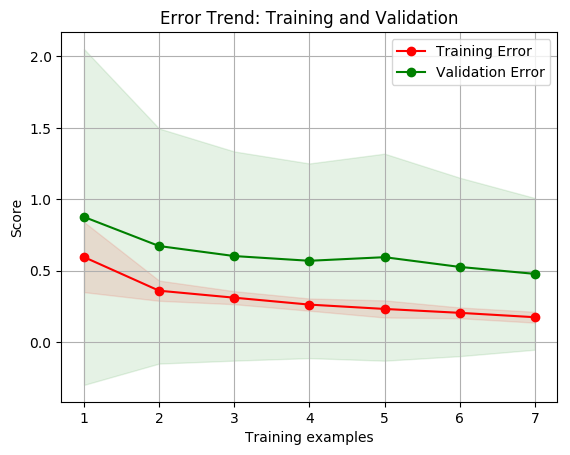 Error Trend: Training and Validation
Training Error
Validation Error
2.0
1.5
1.0
0.5
0.0
Score
1 2 3 4 5 6 7
Training examples